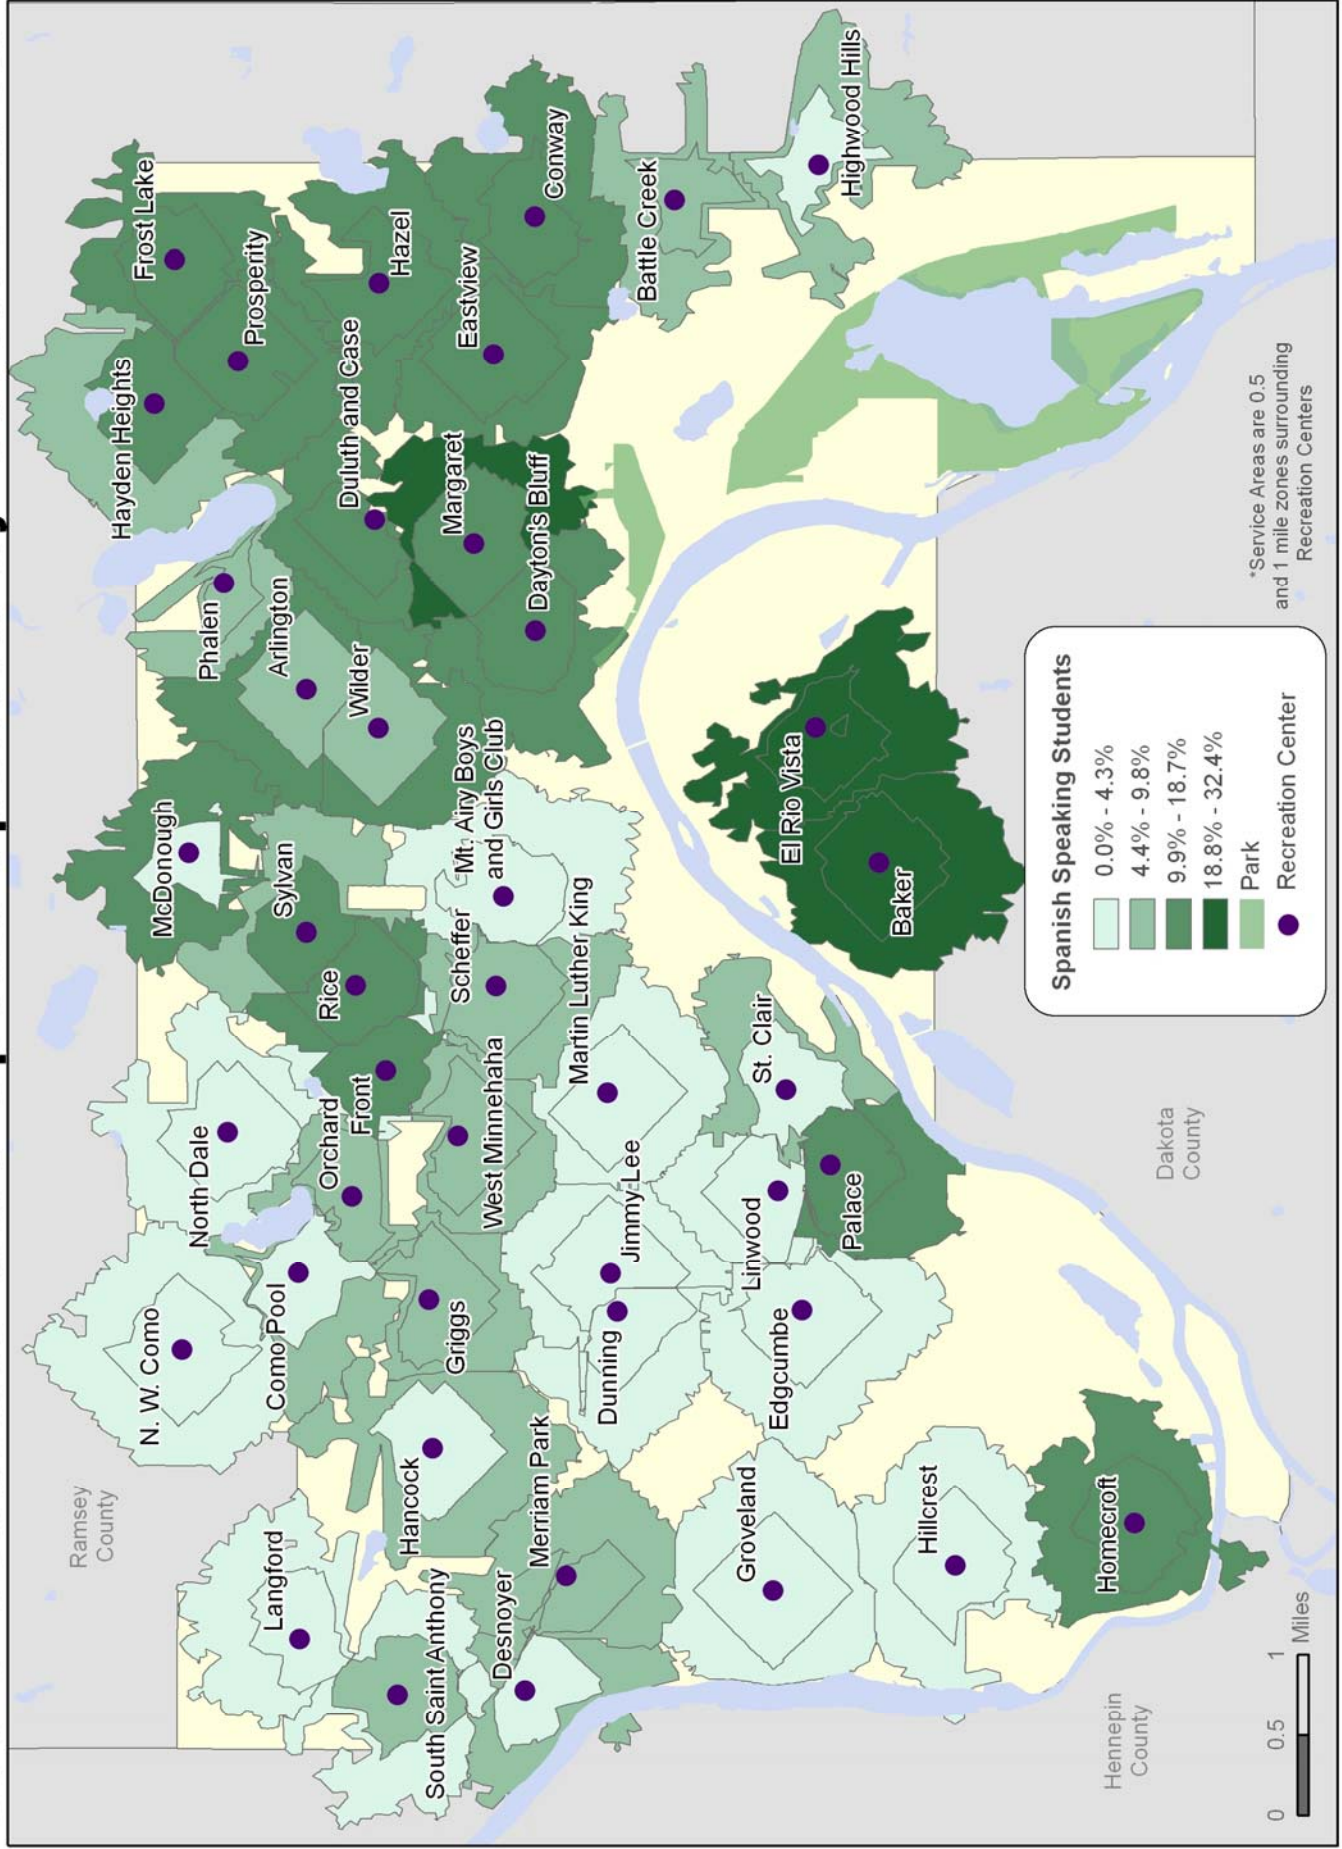 Ramsey
County
Frost Lake
Hayden Heights
Prosperity
McDonough
Phalen
N. W. Como
North Dale
Arlington
Duluth and Case
Hazel
Langford
Como Pool
Orchard
Sylvan
Wilder
Rice
Front
Margaret
Eastview
Conway
Hancock
Griggs
South Saint Anthony
West Minnehaha
Scheffer
Mt. Airy Boys
and Girls Club
Dayton's Bluff
Desnoyer
Merriam Park
Martin Luther King
Dunning
Jimmy Lee
Battle Creek
Groveland
Edgcumbe
Linwood
St. Clair
El Rio Vista
Highwood Hills
Palace
Baker
Hillcrest
Homecroft
Hennepin
County
Dakota
County
0 0.5 1
Miles
Spanish Speaking Students
0.0% - 4.3%
4.4% - 9.8%
9.9% - 18.7%
18.8% - 32.4%
Park
Recreation Center
*Service Areas are 0.5
and 1 mile zones surrounding
Recreation Centers